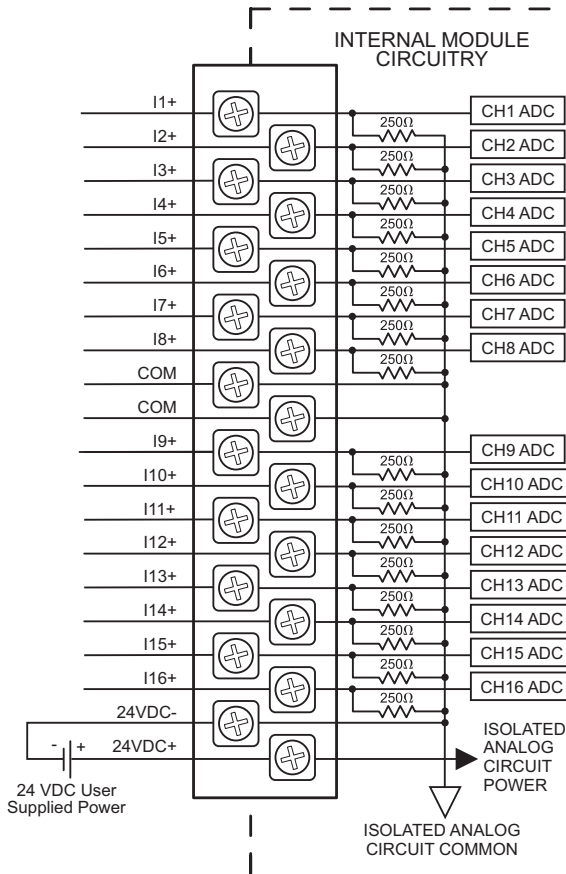 INTERNAL MODULE
CIRCUITRY
I1+
CH1 ADC
250Ω
I2+
CH2 ADC
250Ω
I3+
CH3 ADC
250Ω
I4+
CH4 ADC
250Ω
I5+
CH5 ADC
250Ω
I6+
CH6 ADC
250Ω
I7+
CH7 ADC
250Ω
I8+
CH8 ADC
250Ω
COM
COM
I9+
CH9 ADC
250Ω
I10+
CH10 ADC
250Ω
I11+
CH11 ADC
250Ω
I12+
CH12 ADC
250Ω
I13+
CH13 ADC
250Ω
I14+
CH14 ADC
250Ω
I15+
CH15 ADC
250Ω
I16+
CH16 ADC
250Ω
24VDC-
- + 24VDC+
24 VDC User
Supplied Power
ISOLATED
ANALOG
CIRCUIT
POWER
ISOLATED ANALOG
CIRCUIT COMMON